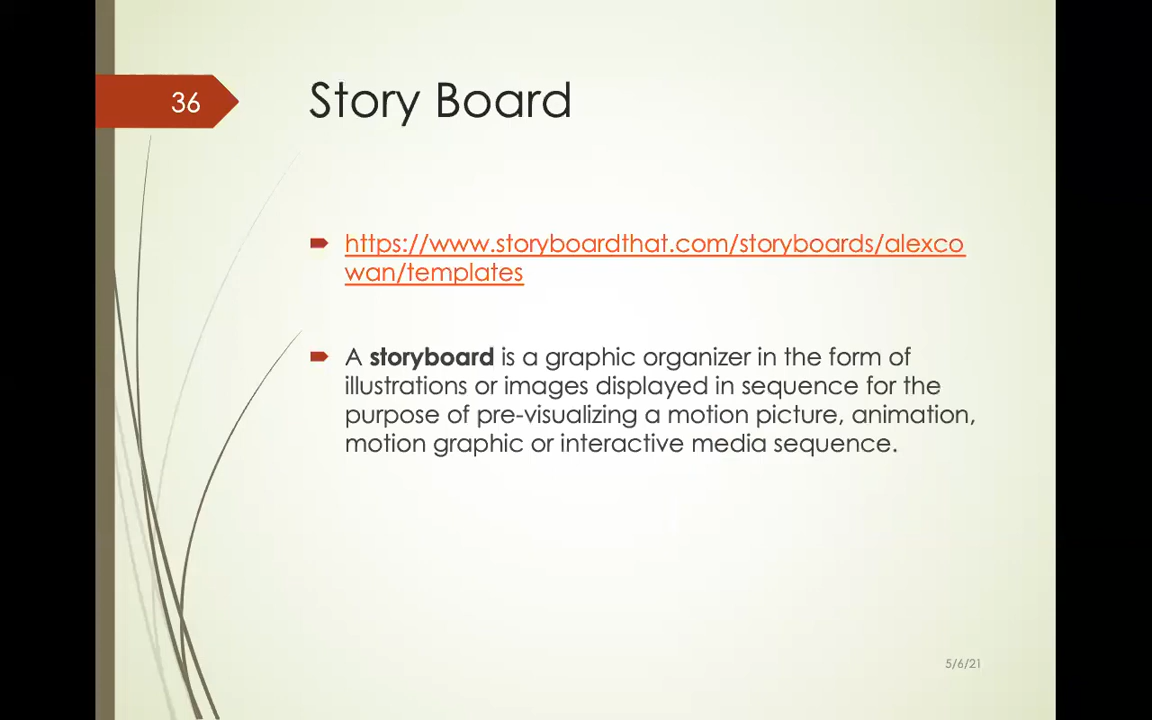 36
Story Board
https://www.storyboardthat.com/storyboards/alexco
wan/templates
A storyboard is a graphic organizer in the form of
illustrations or images displayed in sequence for the
purpose of pre-visualizing a motion picture, animation,
motion graphic or interactive media sequence.
5/6/21